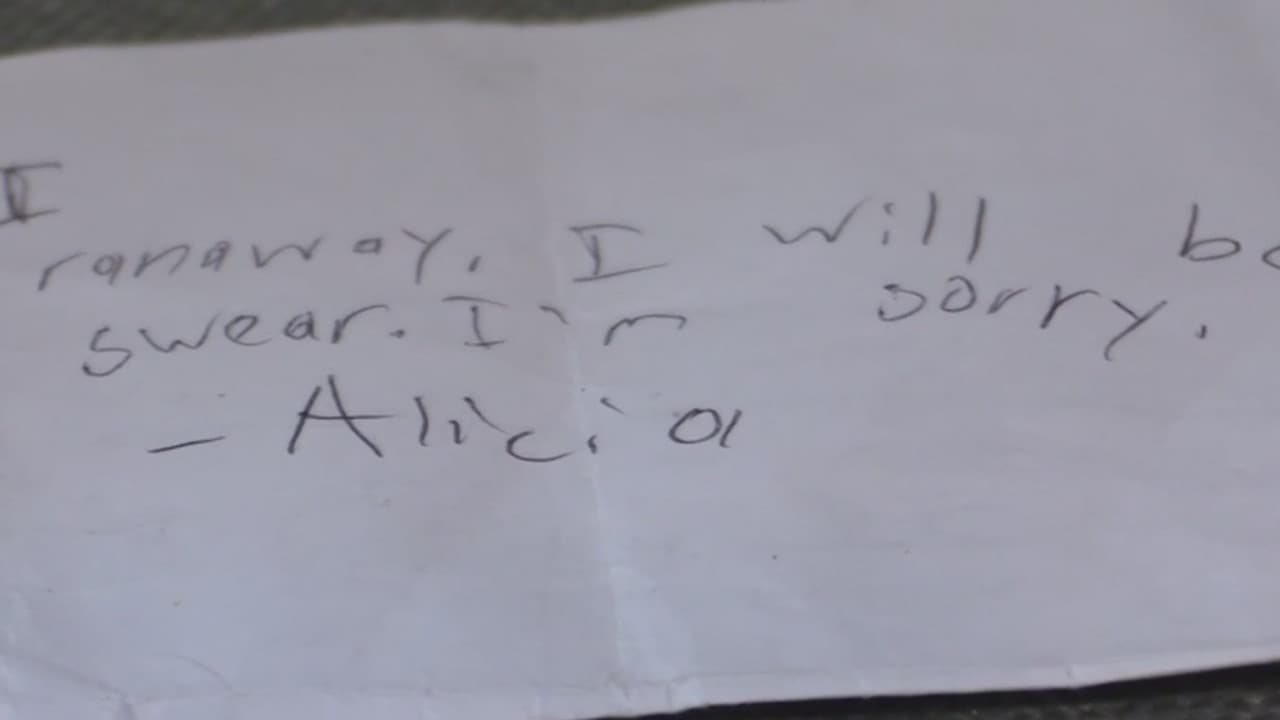 I
ranaway. I will
swear. I'm sorry.
- Alicia